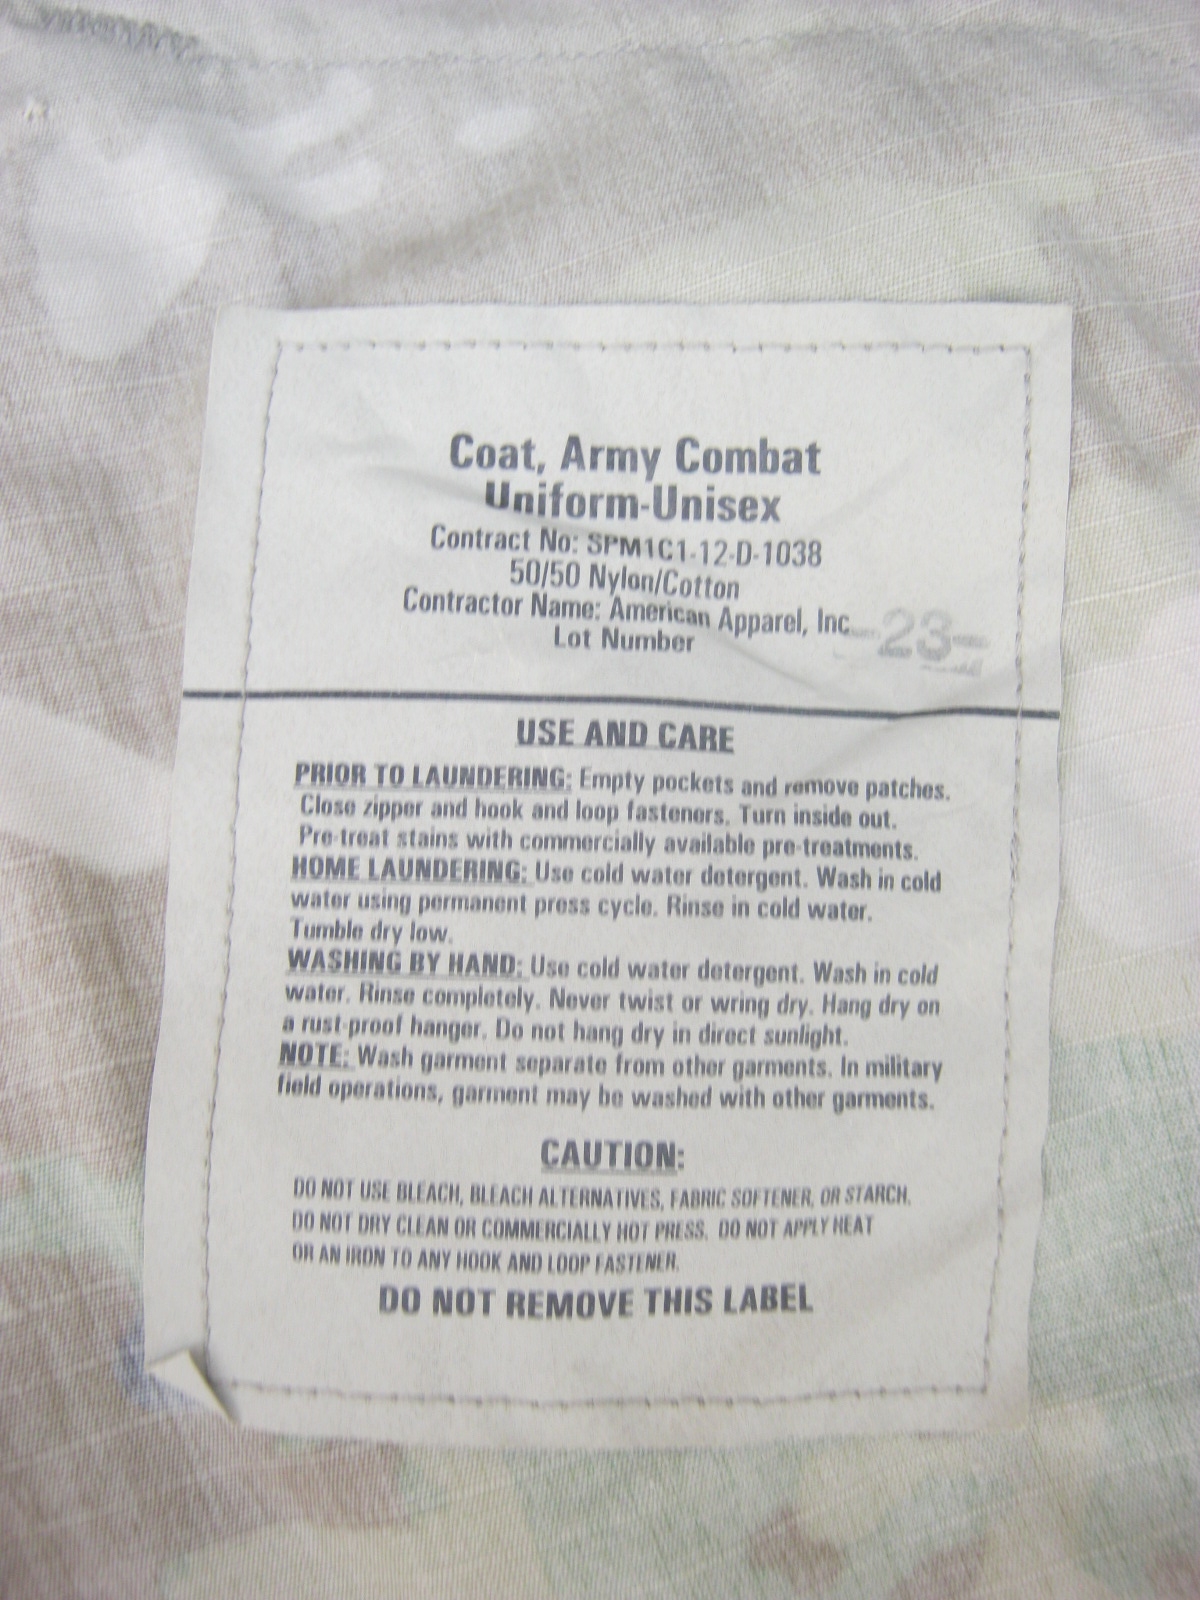 Coat, Army Combat
Uniform-Unisex
Contract No: SPM1C1-12-D-1038
50/50 Nylon/Cotton
Contractor Name: American Apparel, Inc
Lot Number -23-
USE AND CARE
PRIOR TO LAUNDERING: Empty pockets and remove patches.
Close zipper and hook and loop fasteners. Turn inside out.
Pre-treat stains with commercially available pre-treatments.
HOME LAUNDERING: Use cold water detergent. Wash in cold
water using permanent press cycle. Rinse in cold water.
Tumble dry low.
WASHING BY HAND: Use cold water detergent. Wash in cold
water. Rinse completely. Never twist or wring dry. Hang dry on
a rust-proof hanger. Do not hang dry in direct sunlight.
NOTE: Wash garment separate from other garments. In military
field operations, garment may be washed with other garments.
CAUTION:
DO NOT USE BLEACH, BLEACH ALTERNATIVES, FABRIC SOFTENER, OR STARCH.
DO NOT DRY CLEAN OR COMMERCIALLY HOT PRESS. DO NOT APPLY HEAT
OR AN IRON TO ANY HOOK AND LOOP FASTENER.
DO NOT REMOVE THIS LABEL